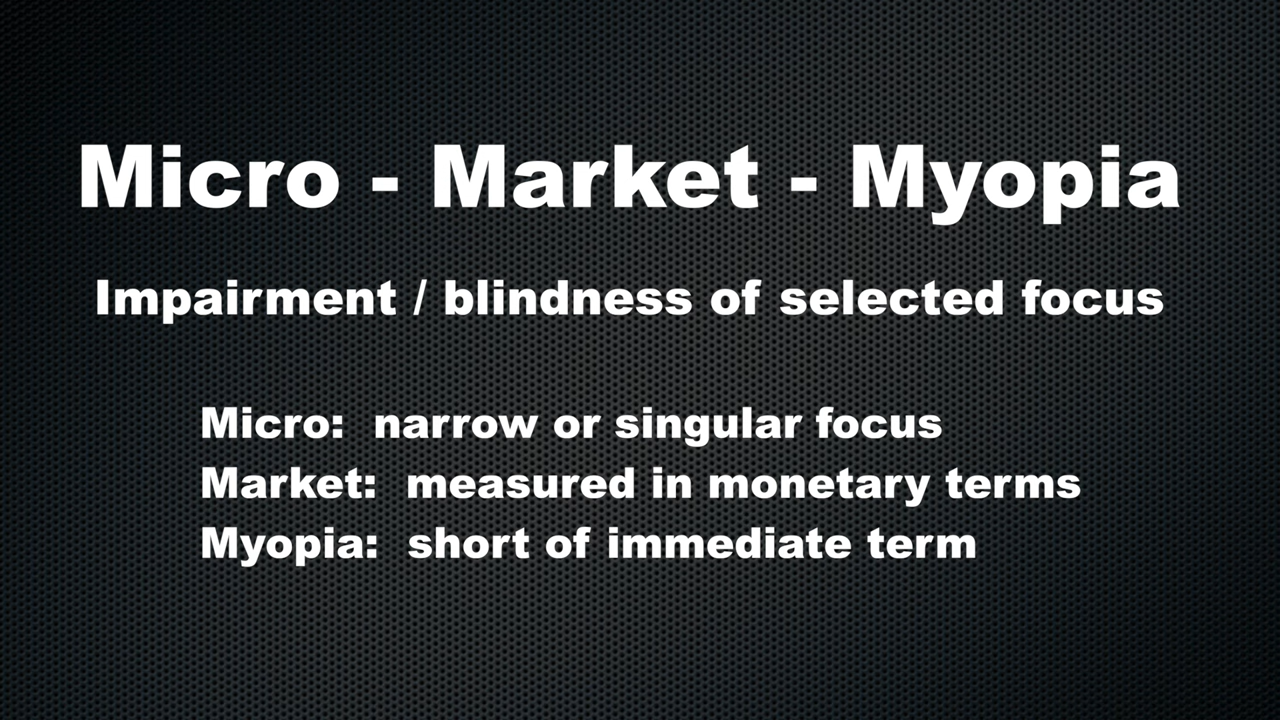 Micro - Market - Myopia
Impairment / blindness of selected focus
Micro: narrow or singular focus
Market: measured in monetary terms
Myopia: short of immediate term